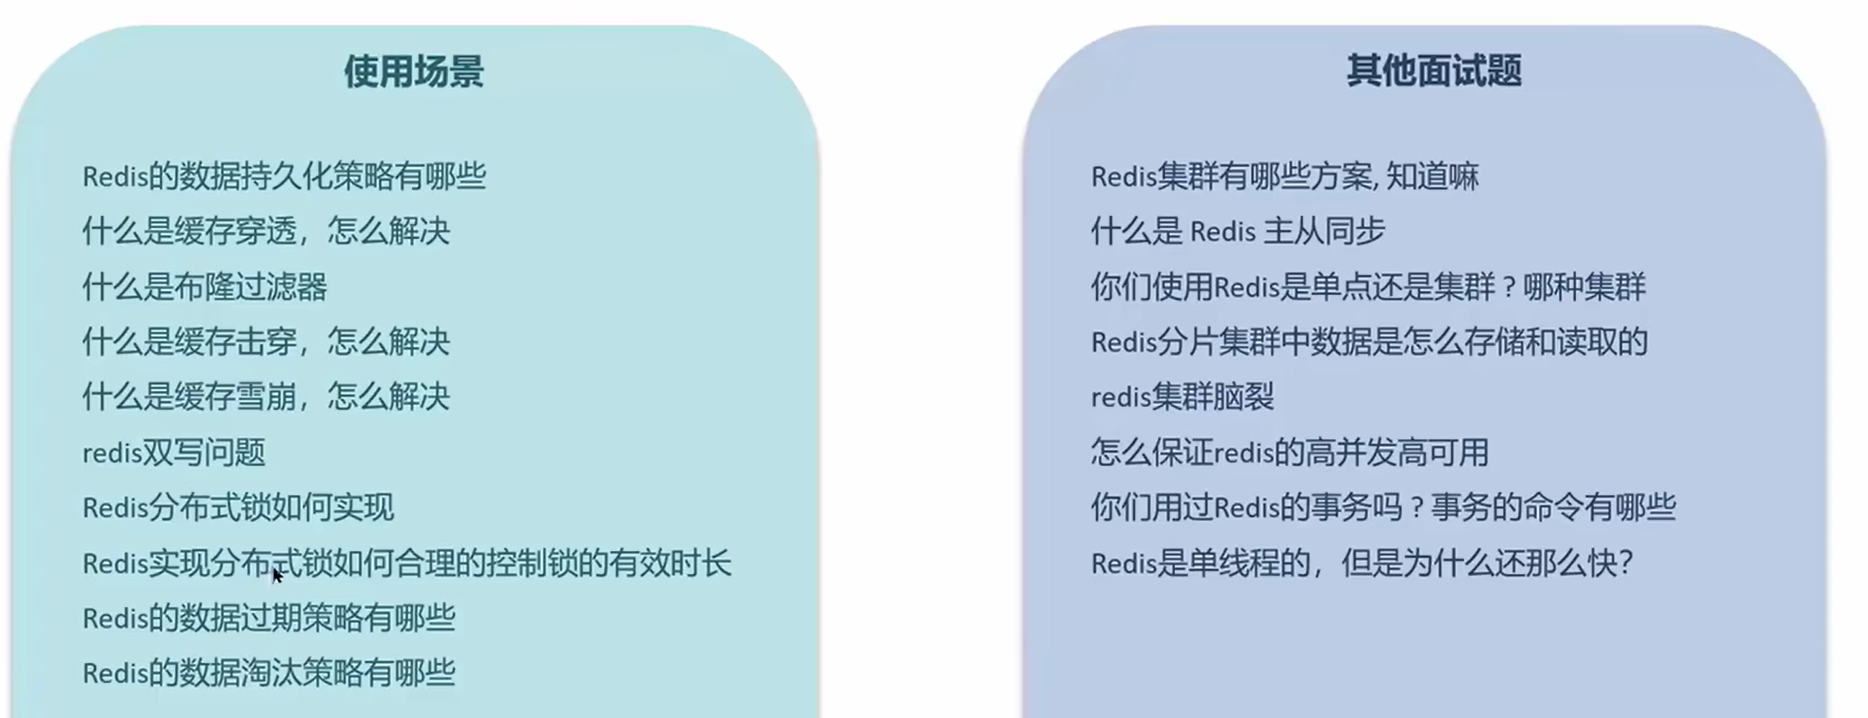 使用场景
Redis的数据持久化策略有哪些
什么是缓存穿透，怎么解决
什么是布隆过滤器
什么是缓存击穿，怎么解决
什么是缓存雪崩，怎么解决
redis双写问题
Redis分布式锁如何实现
Redis实现分布式锁如何合理的控制锁的有效时长
Redis的数据过期策略有哪些
Redis的数据淘汰策略有哪些
其他面试题
Redis集群有哪些方案, 知道嘛
什么是 Redis 主从同步
你们使用Redis是单点还是集群？哪种集群
Redis分片集群中数据是怎么存储和读取的
redis集群脑裂
怎么保证redis的高并发高可用
你们用过Redis的事务吗？事务的命令有哪些
Redis是单线程的，但是为什么还那么快?